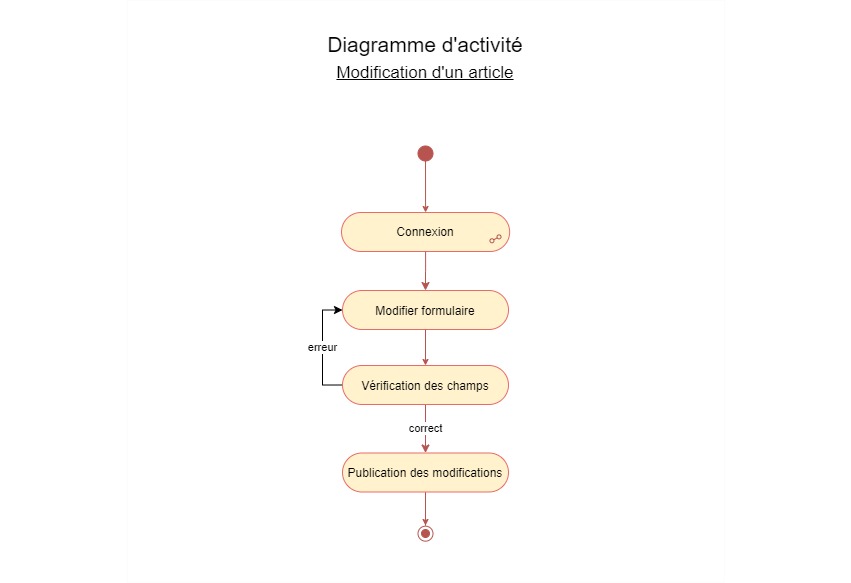 Diagramme d'activité
Modification d'un article
Connexion
Modifier formulaire
erreur
Vérification des champs
correct
Publication des modifications